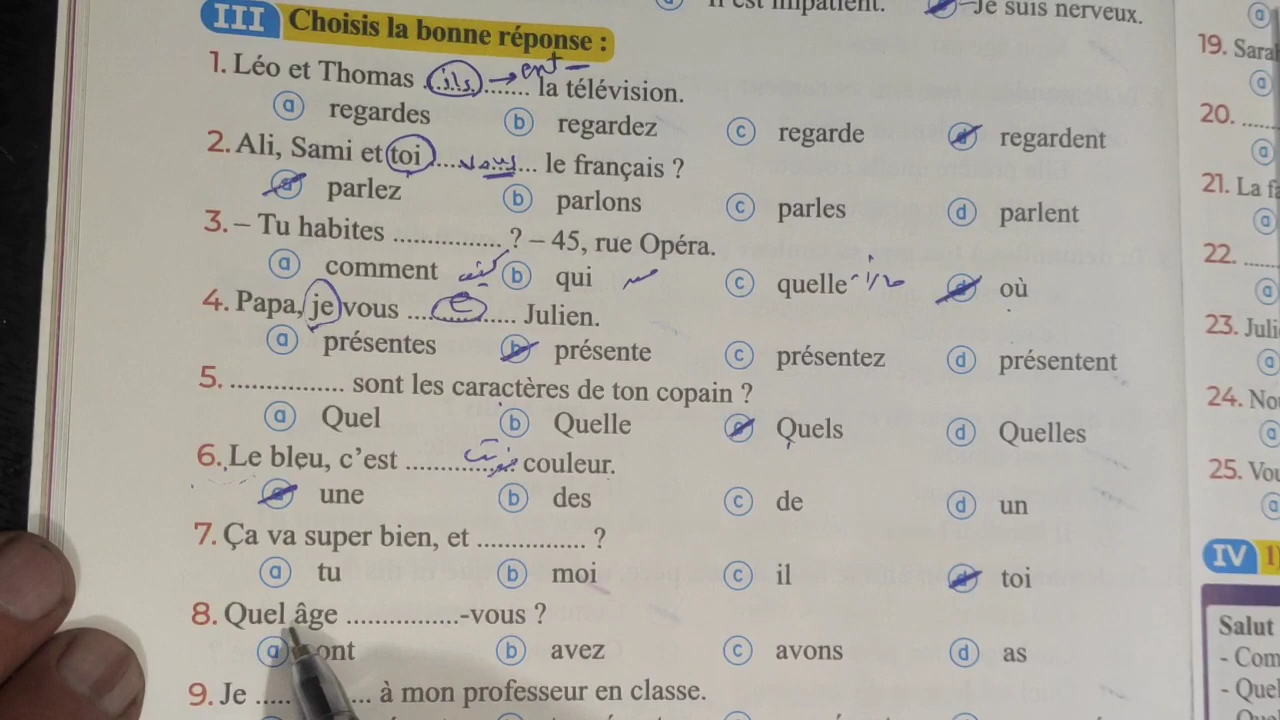 Il est impatient. Je suis nerveux.
III Choisis la bonne réponse :
1. Léo et Thomas ...ils....... la télévision.
→ ent
a regardes b regardez c regarde d regardent
2. Ali, Sami et toi ....vous... le français ?
a parlez b parlons c parles d parlent
3. – Tu habites ................ ? – 45, rue Opéra.
a comment كيف b qui من c quelle d où
4. Papa, je vous ....e.... Julien.
a présentes b présente c présentez d présentent
5. ................ sont les caractères de ton copain ?
a Quel b Quelle c Quels d Quelles
6. Le bleu, c'est ................ couleur.
a une b des c de d un
7. Ça va super bien, et ................ ?
a tu b moi c il d toi
8. Quel âge ................-vous ?
a ont b avez c avons d as
9. Je ..... ... à mon professeur en classe.
19. Sara
a
20. .....
a
21. La
a
22. .....
a
23. Juli
a
24. No
a
25. Vou
a
IV 1)
Salut
- Com
- Quel